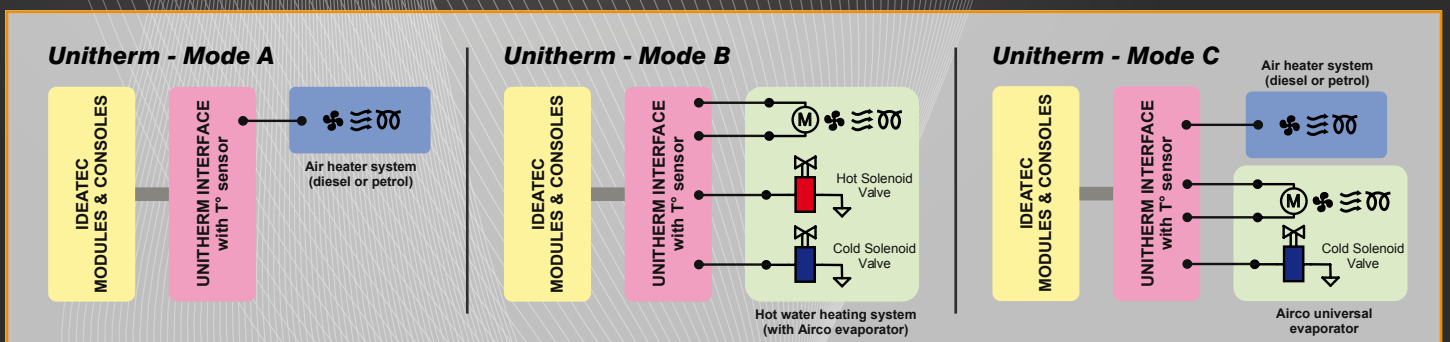 Unitherm - Mode A
IDEATEC
MODULES & CONSOLES
UNITHERM INTERFACE
with T° sensor
Air heater system
(diesel or petrol)
Unitherm - Mode B
IDEATEC
MODULES & CONSOLES
UNITHERM INTERFACE
with T° sensor
M
Hot Solenoid
Valve
Cold Solenoid
Valve
Hot water heating system
(with Airco evaporator)
Unitherm - Mode C
Air heater system
(diesel or petrol)
IDEATEC
MODULES & CONSOLES
UNITHERM INTERFACE
with T° sensor
M
Cold Solenoid
Valve
Airco universal
evaporator